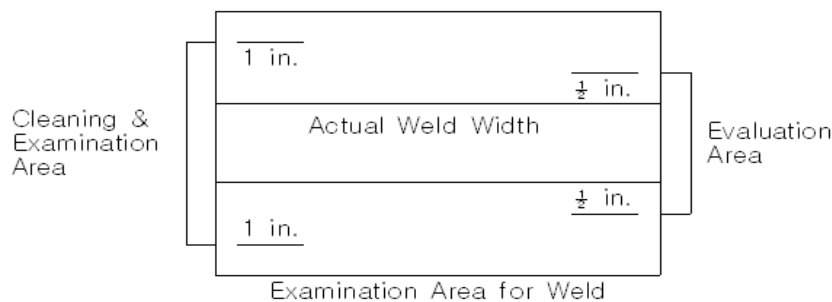 1 in.
½ in.
Cleaning &
Examination
Area
Actual Weld Width
Evaluation
Area
½ in.
1 in.
Examination Area for Weld